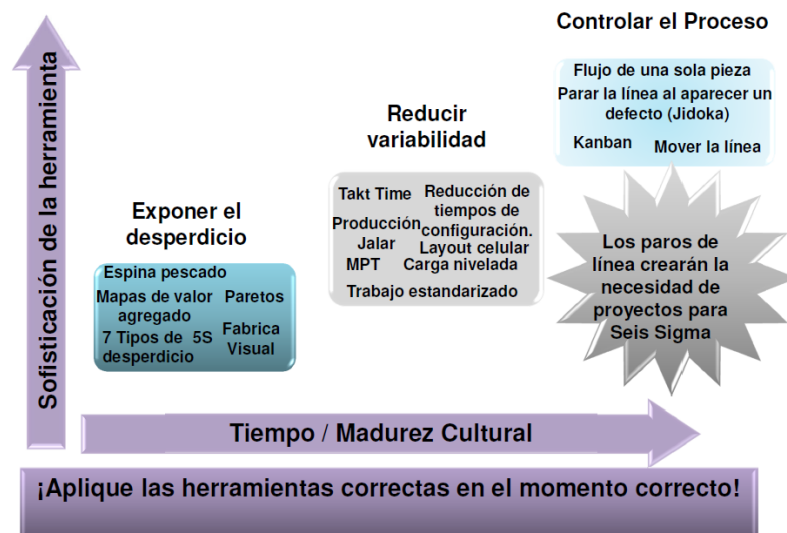 Controlar el Proceso
Flujo de una sola pieza
Parar la línea al aparecer un
defecto (Jidoka)
Kanban
Mover la línea
Reducir
variabilidad
Takt Time
Reducción de
tiempos de
configuración.
Producción
Jalar
Layout celular
MPT
Carga nivelada
Trabajo estandarizado
Exponer el
desperdicio
Espina pescado
Mapas de valor
agregado
Paretos
7 Tipos de
desperdicio
5S
Fabrica
Visual
Los paros de
línea crearán la
necesidad de
proyectos para
Seis Sigma
Sofisticación de la herramienta
Tiempo / Madurez Cultural
¡Aplique las herramientas correctas en el momento correcto!